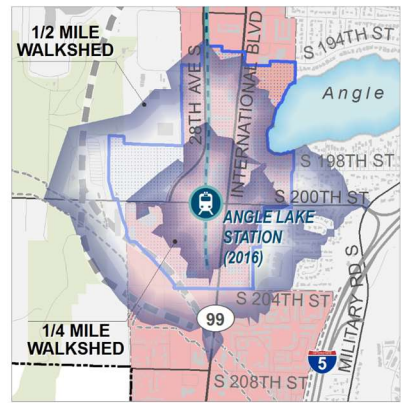 1/2 MILE
WALKSHED
28TH AVE S
INTERNATIONAL BLVD
S 194TH ST
Angle
S 198TH ST
S 200TH ST
ANGLE LAKE
STATION
(2016)
1/4 MILE
WALKSHED
S 204TH ST
99
MILITARY RD S
5
S 208TH ST